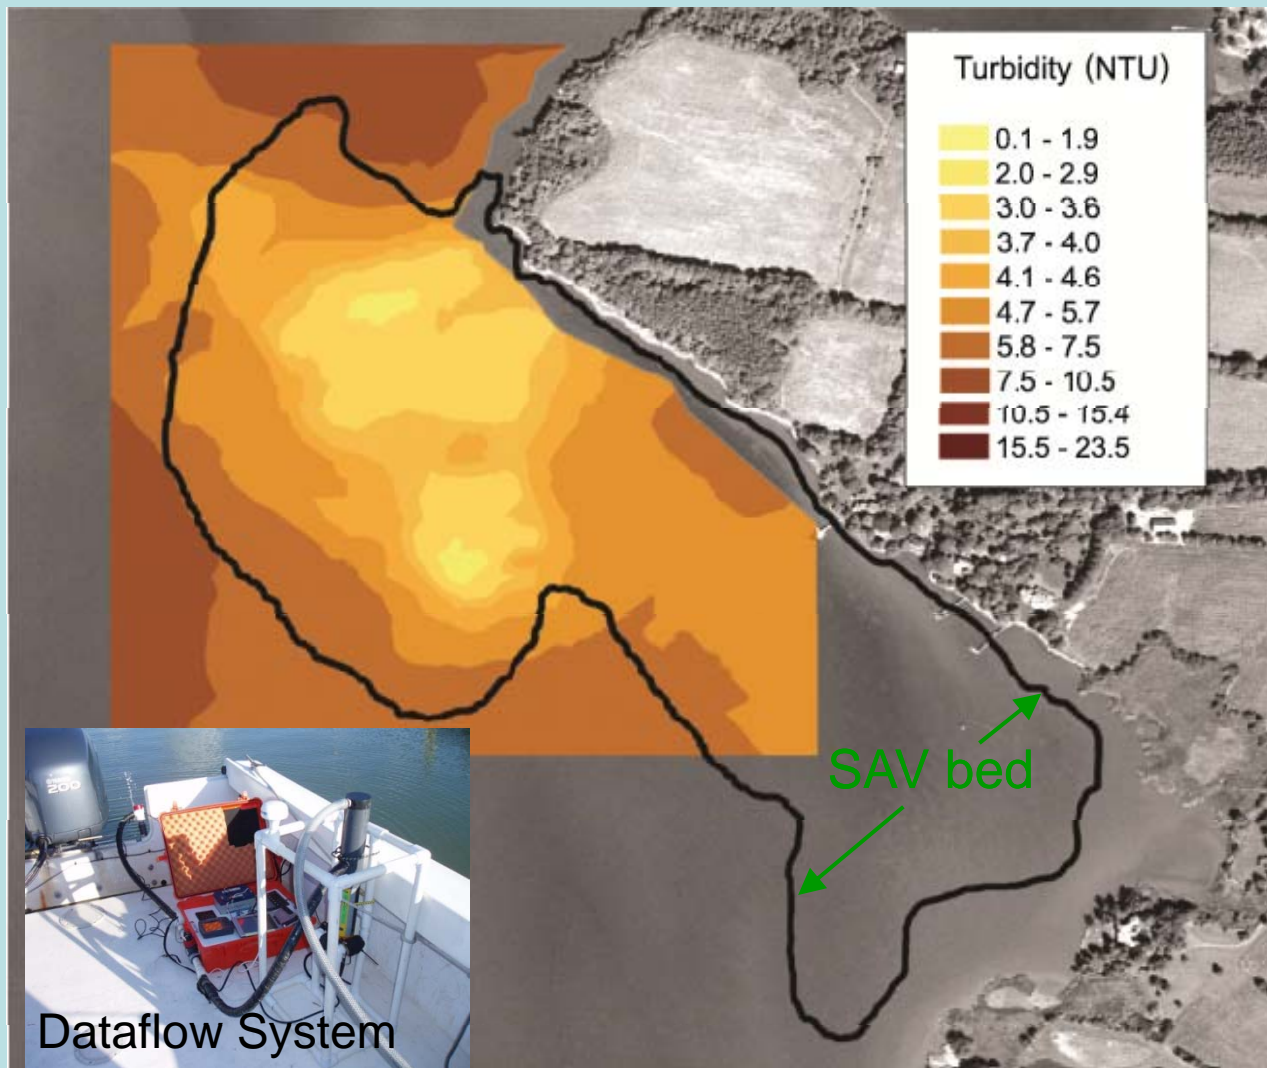 Turbidity (NTU)
0.1 - 1.9
2.0 - 2.9
3.0 - 3.6
3.7 - 4.0
4.1 - 4.6
4.7 - 5.7
5.8 - 7.5
7.5 - 10.5
10.5 - 15.4
15.5 - 23.5
SAV bed
200
Dataflow System